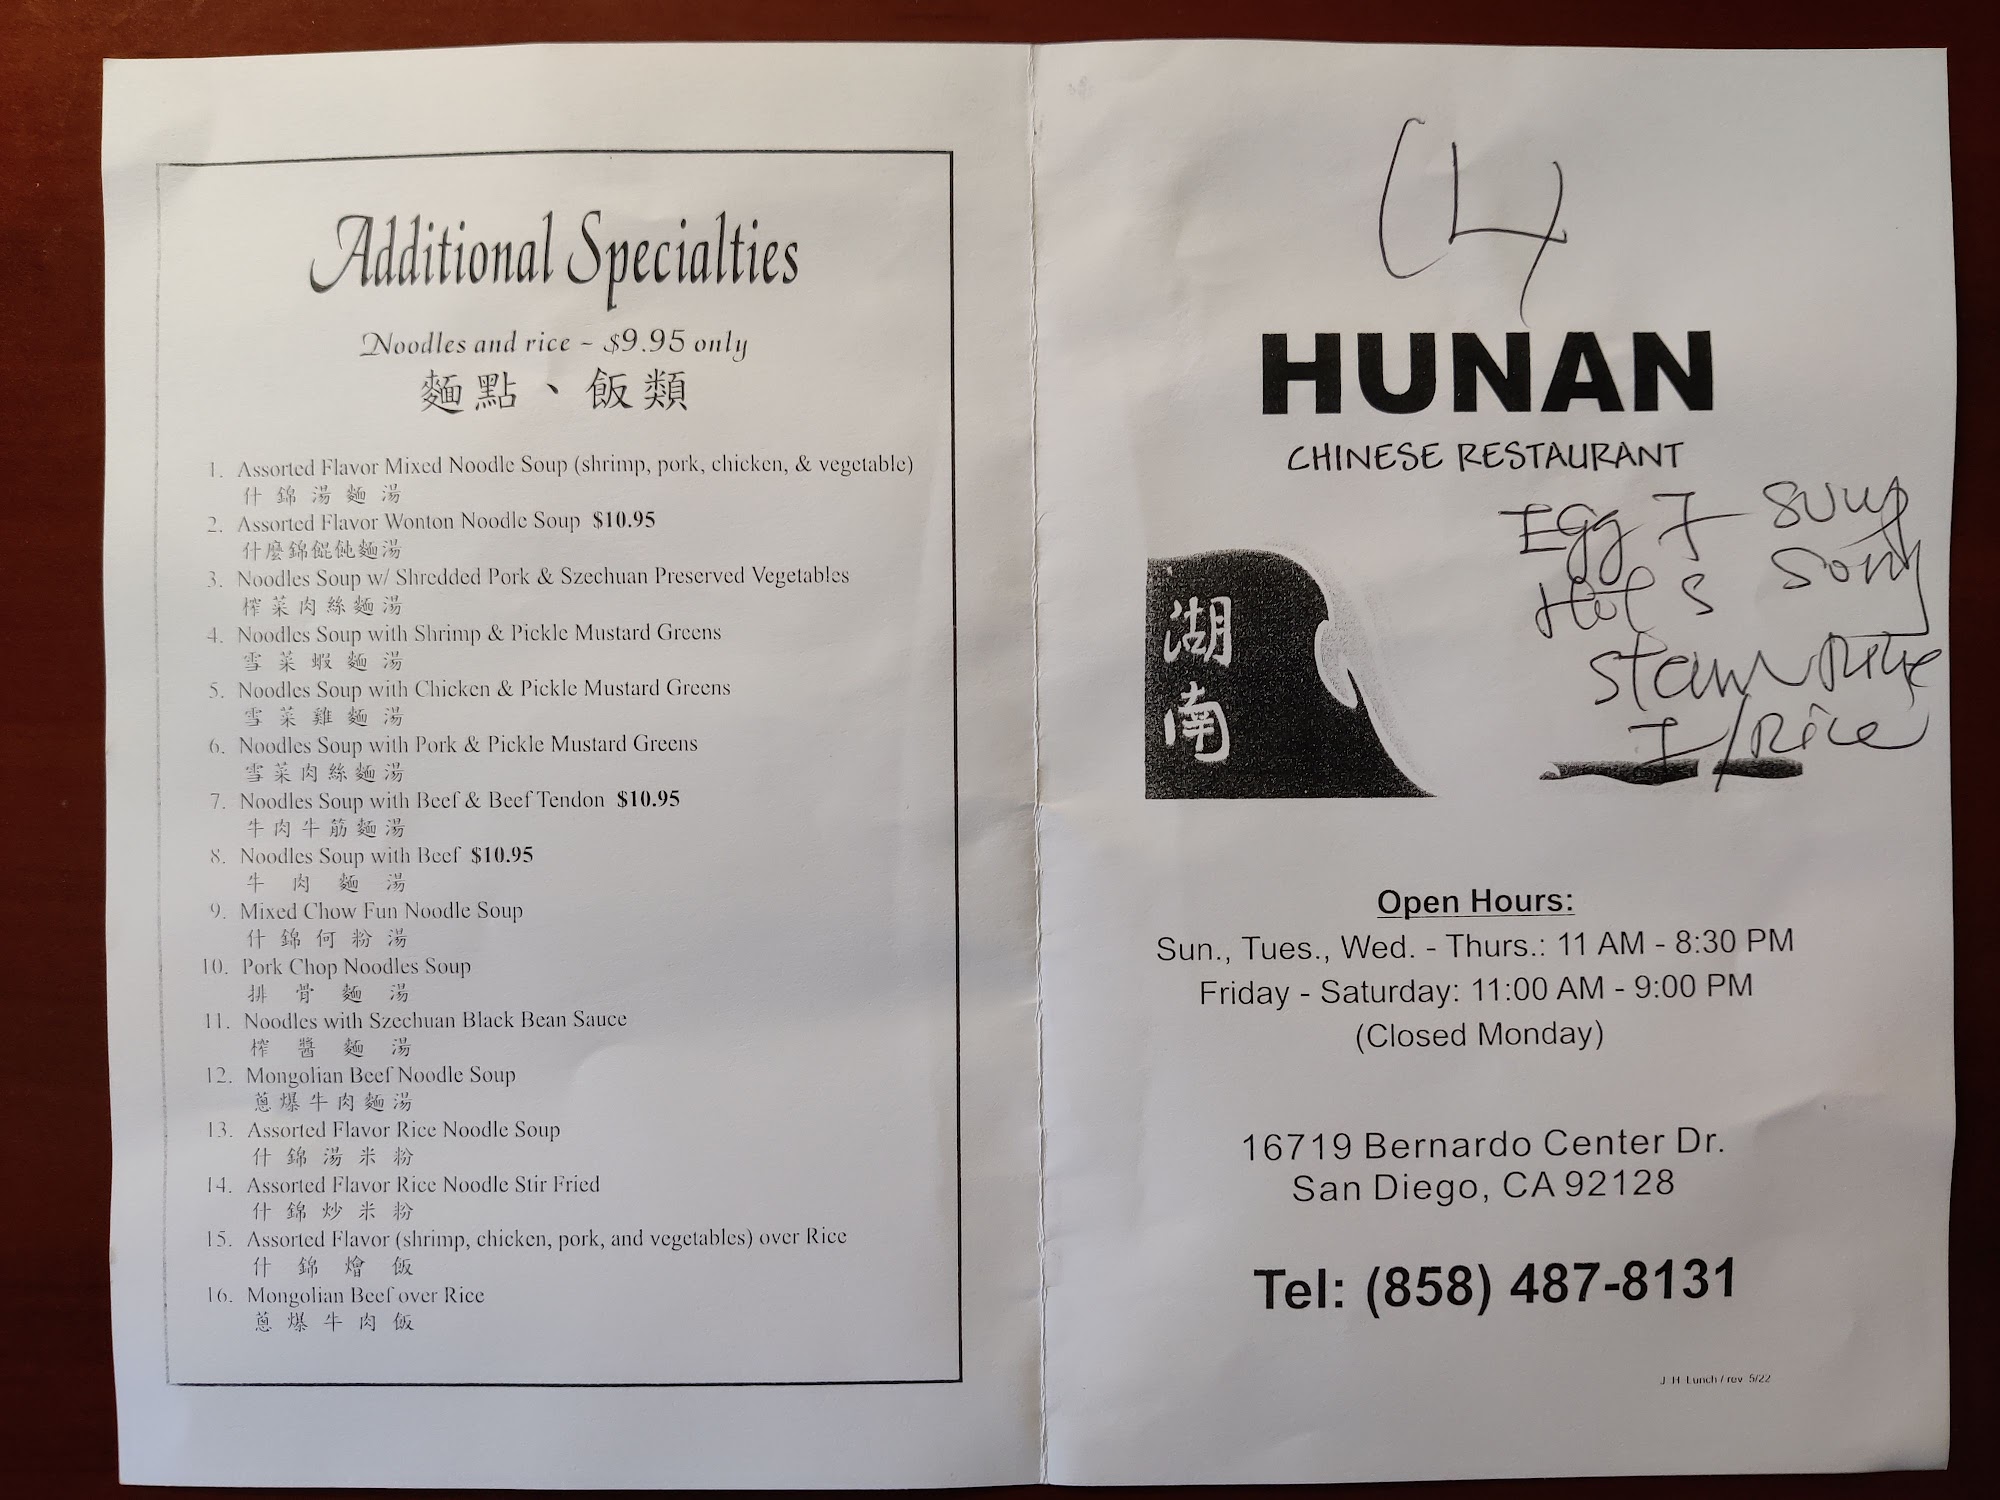 Additional Specialties
Noodles and rice ~ $9.95 only
麵點、飯類
1. Assorted Flavor Mixed Noodle Soup (shrimp, pork, chicken, & vegetable)
什錦湯麵湯
2. Assorted Flavor Wonton Noodle Soup $10.95
什麼錦餛飩麵湯
3. Noodles Soup w/ Shredded Pork & Szechuan Preserved Vegetables
榨菜肉絲麵湯
4. Noodles Soup with Shrimp & Pickle Mustard Greens
雪菜蝦麵湯
5. Noodles Soup with Chicken & Pickle Mustard Greens
雪菜雞麵湯
6. Noodles Soup with Pork & Pickle Mustard Greens
雪菜肉絲麵湯
7. Noodles Soup with Beef & Beef Tendon $10.95
牛肉牛筋麵湯
8. Noodles Soup with Beef $10.95
牛肉麵湯
9. Mixed Chow Fun Noodle Soup
什錦何粉湯
10. Pork Chop Noodles Soup
排骨麵湯
11. Noodles with Szechuan Black Bean Sauce
榨醬麵湯
12. Mongolian Beef Noodle Soup
蔥爆牛肉麵湯
13. Assorted Flavor Rice Noodle Soup
什錦湯米粉
14. Assorted Flavor Rice Noodle Stir Fried
什錦炒米粉
15. Assorted Flavor (shrimp, chicken, pork, and vegetables) over Rice
什錦燴飯
16. Mongolian Beef over Rice
蔥爆牛肉飯
HUNAN
CHINESE RESTAURANT
Egg F Soup
Hot S Soup
Steam Rice
F/Rice
湖南
Open Hours:
Sun., Tues., Wed. - Thurs.: 11 AM - 8:30 PM
Friday - Saturday: 11:00 AM - 9:00 PM
(Closed Monday)
16719 Bernardo Center Dr.
San Diego, CA 92128
Tel: (858) 487-8131
J H Lunch / rev 5/22